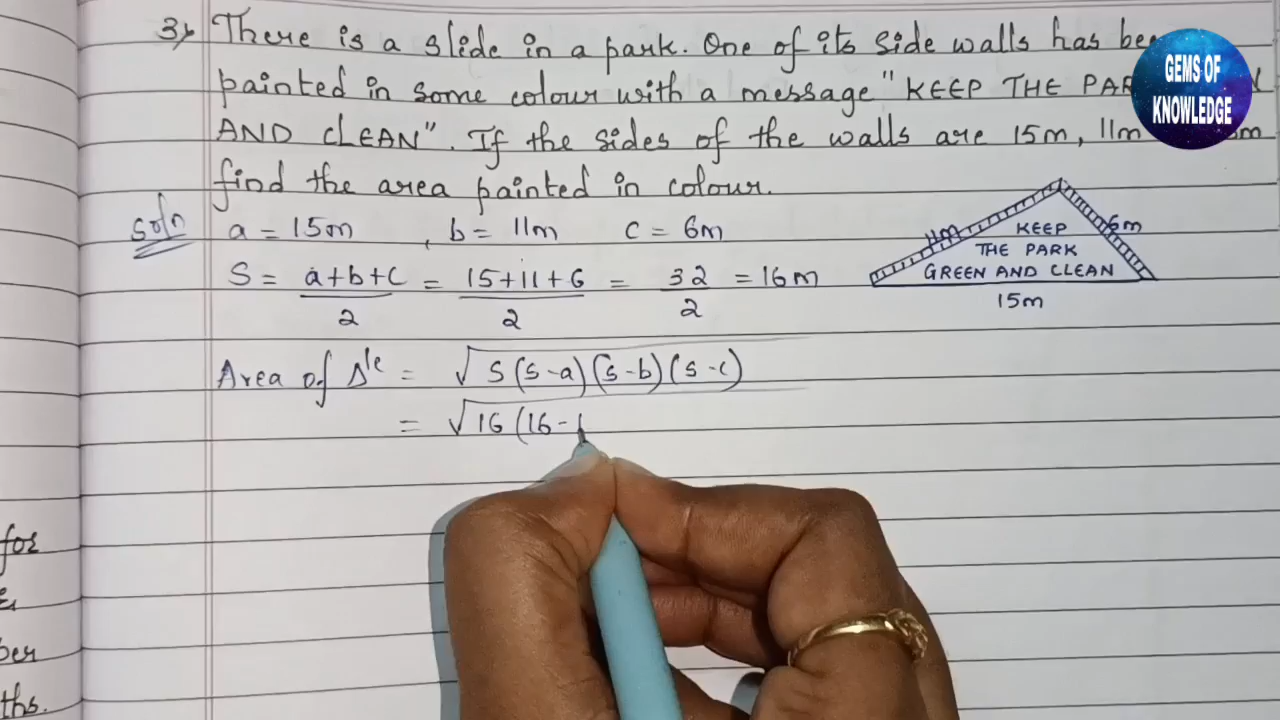 3) There is a slide in a park. One of its side walls has
painted in some colour with a message "KEEP THE
AND CLEAN". If the sides of the walls are 15m, 11m
find the area painted in colour.
Soln a = 15m , b = 11m c = 6m
S = a+b+c/2 = 15+11+6/2 = 32/2 = 16m
Area of Δle = √S(S-a)(S-b)(S-c)
= √16(16-
11m
6m
KEEP
THE PARK
GREEN AND CLEAN
15m
GEMS OF
KNOWLEDGE
for
ths.